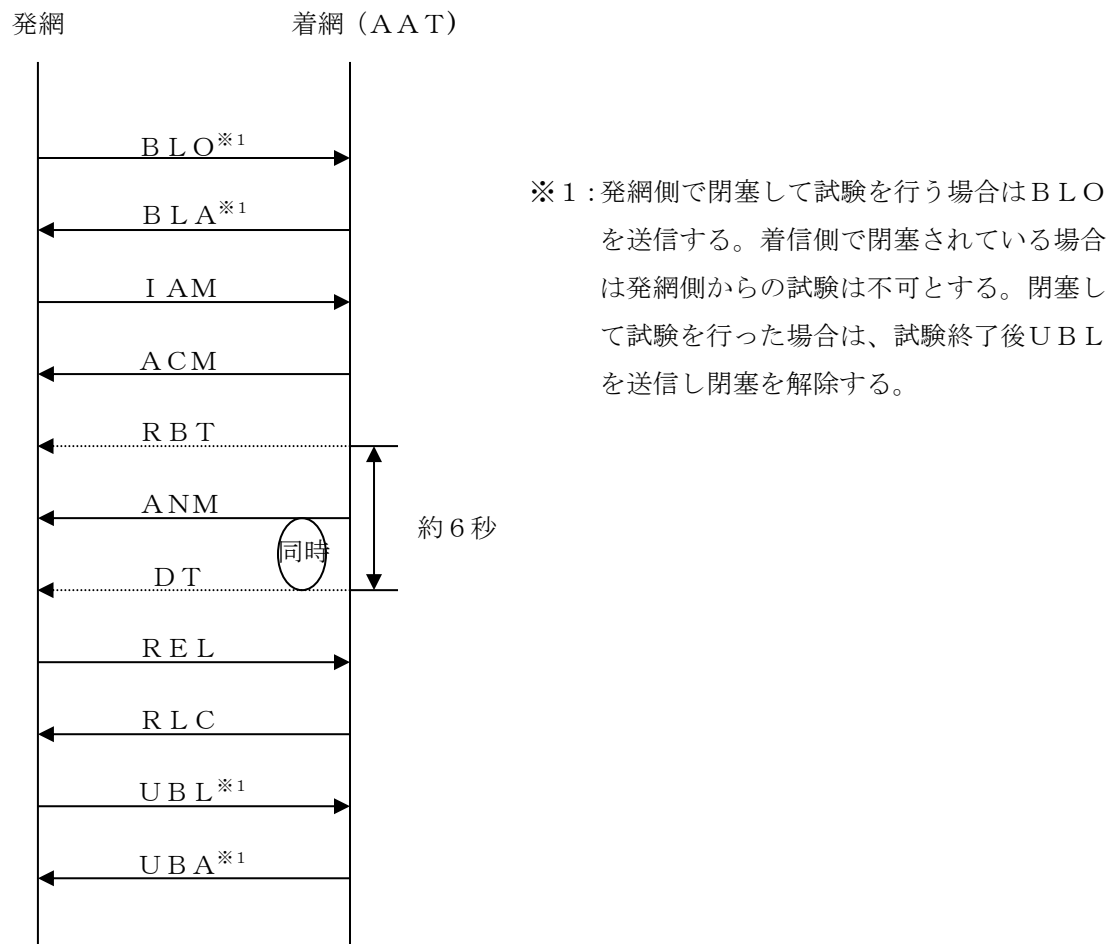 発網
着網（ＡＡＴ）
ＢＬＯ※1
ＢＬＡ※1
※１：発網側で閉塞して試験を行う場合はＢＬＯ
を送信する。着信側で閉塞されている場合
は発網側からの試験は不可とする。閉塞し
て試験を行った場合は、試験終了後ＵＢＬ
を送信し閉塞を解除する。
ＩＡＭ
ＡＣＭ
ＲＢＴ
ＡＮＭ
約６秒
同時
ＤＴ
ＲＥＬ
ＲＬＣ
ＵＢＬ※1
ＵＢＡ※1